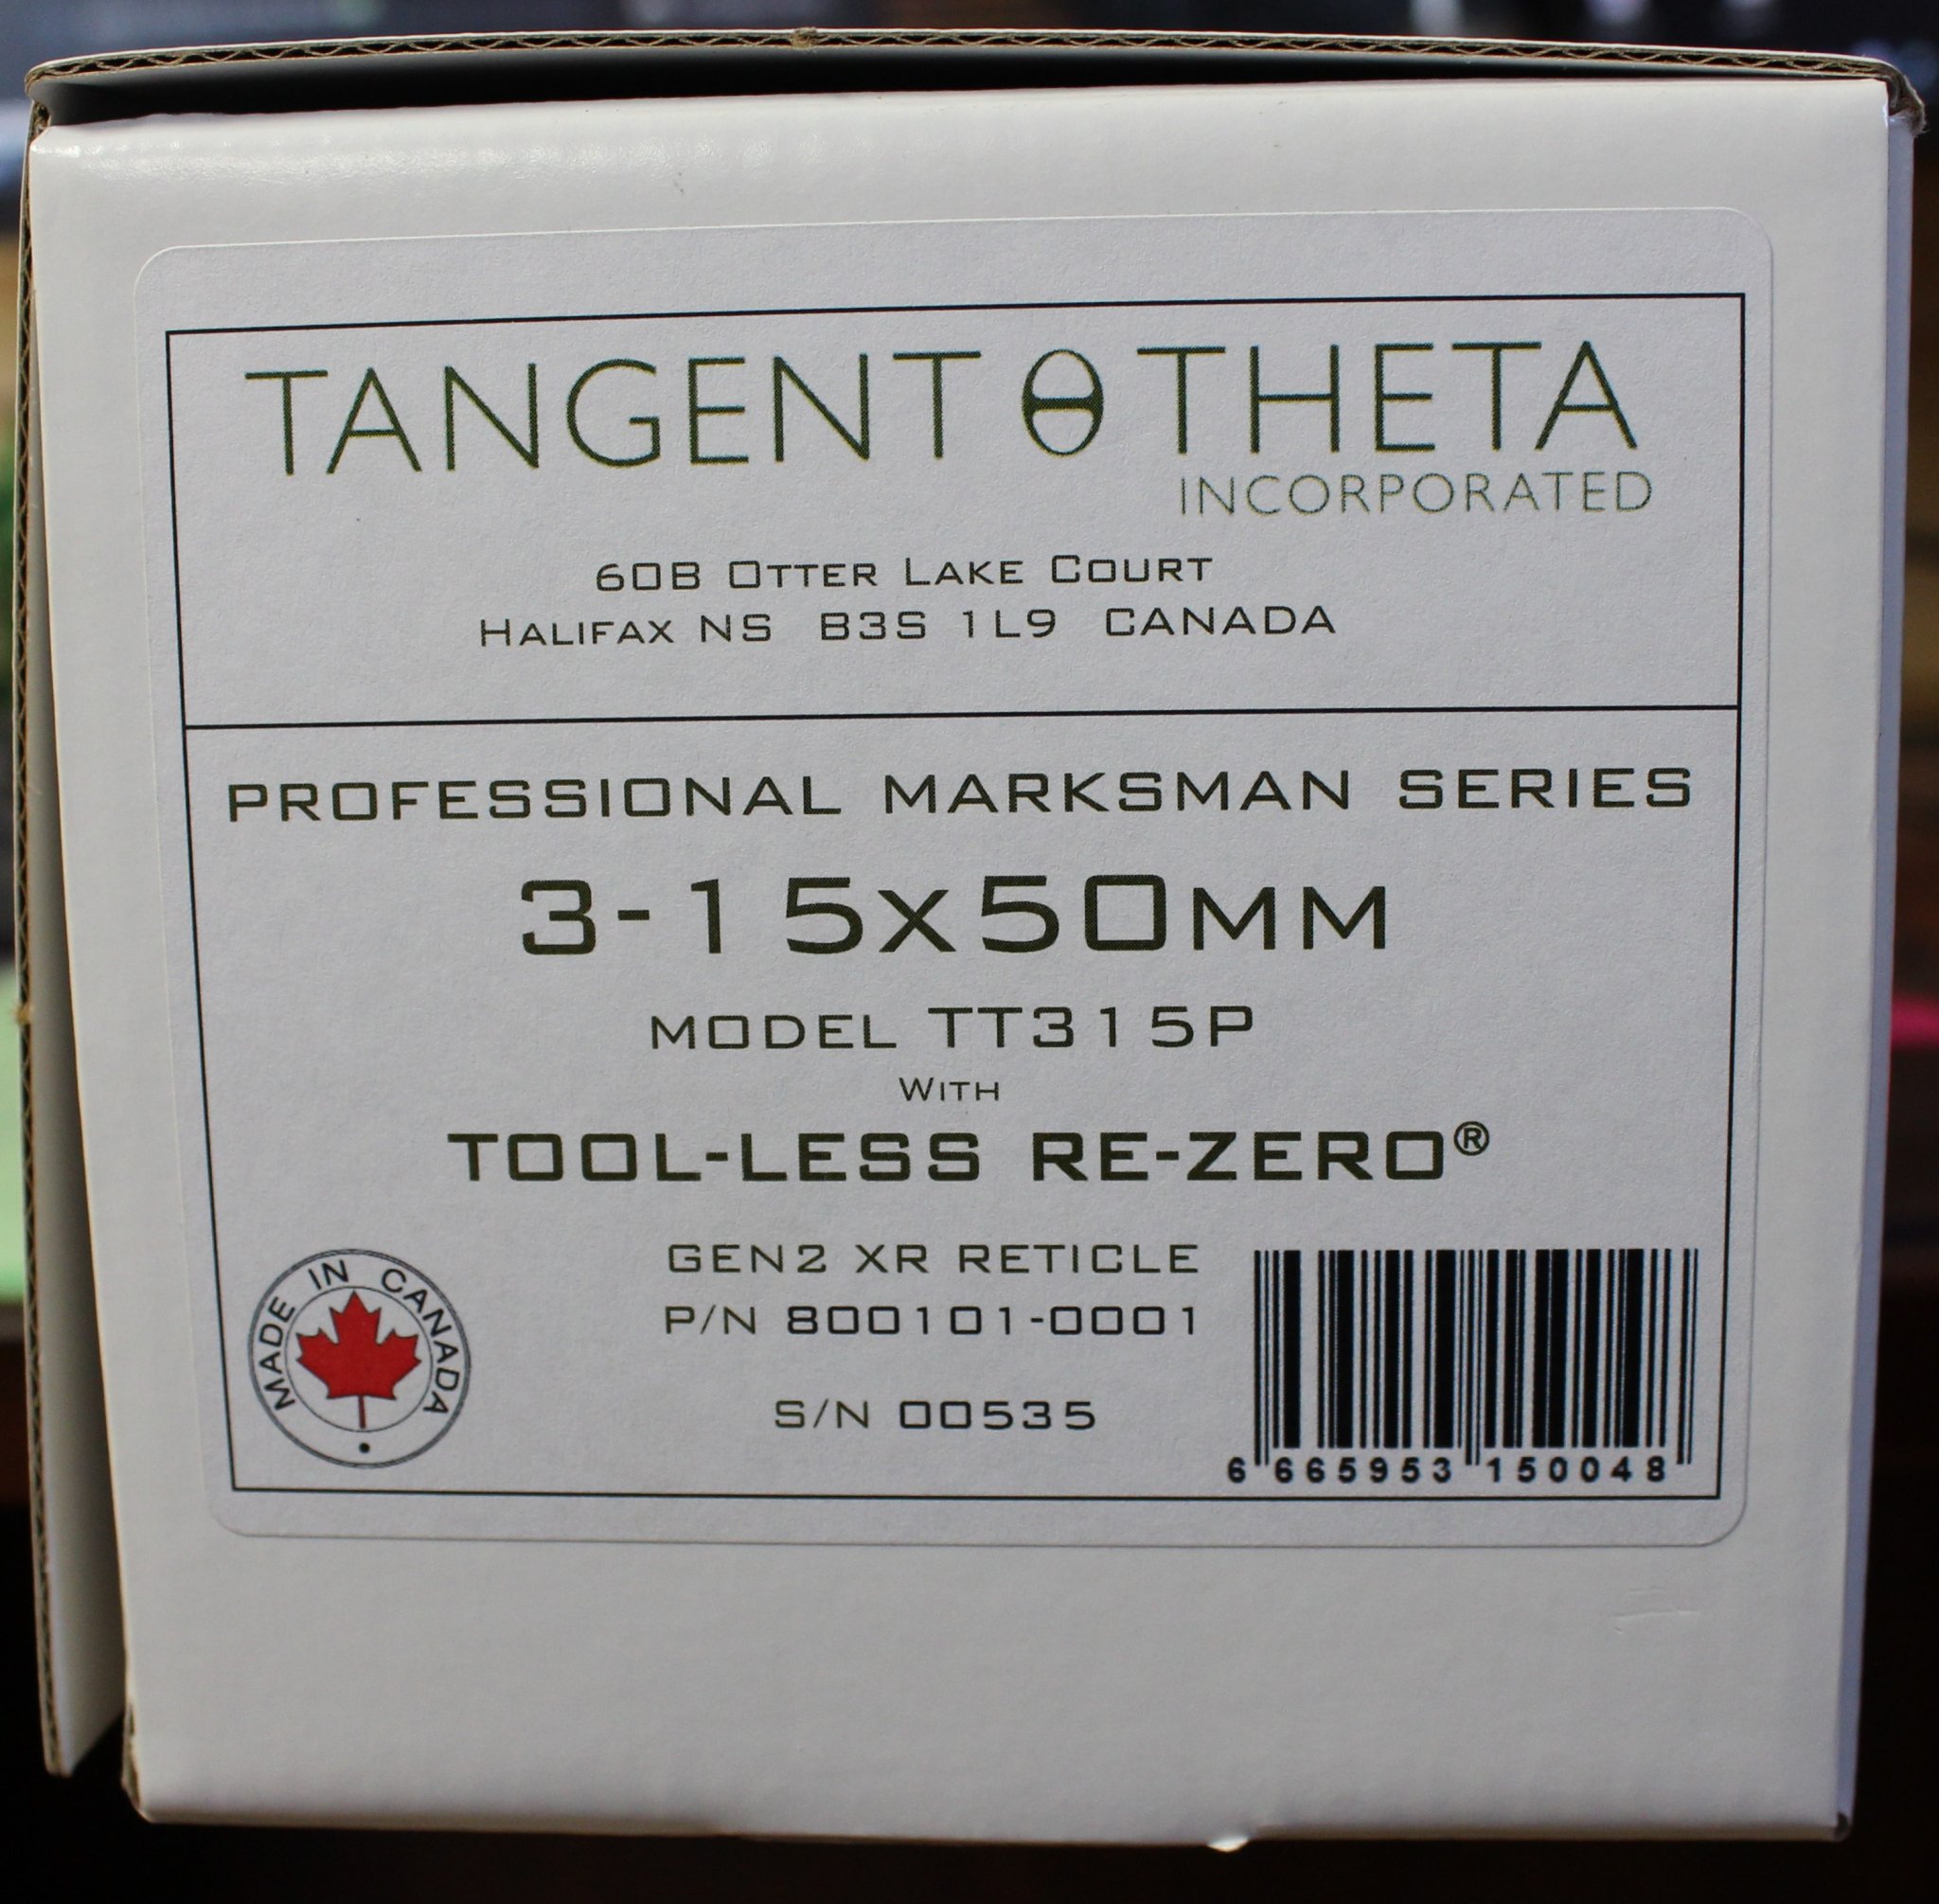 TANGENT θ THETA
INCORPORATED
60B OTTER LAKE COURT
HALIFAX NS B3S 1L9 CANADA
PROFESSIONAL MARKSMAN SERIES
3-15X50MM
MODEL TT315P
WITH
TOOL-LESS RE-ZERO®
GEN2 XR RETICLE
P/N 800101-0001
S/N 00535
MADE IN CANADA
6 665953 150048